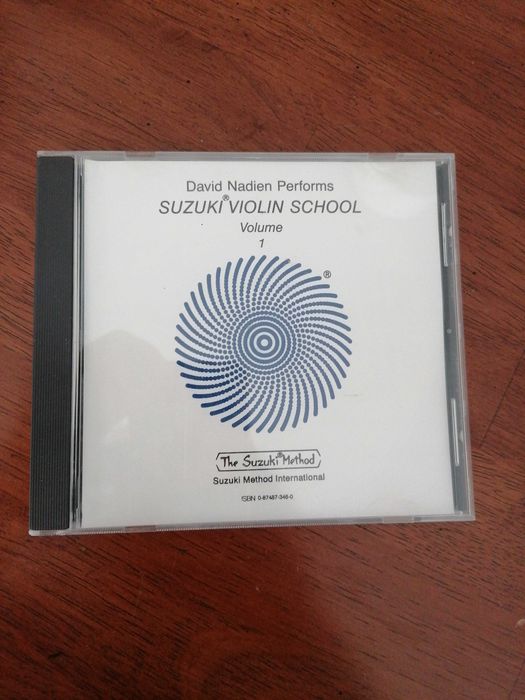 David Nadien Performs
SUZUKI® VIOLIN SCHOOL
Volume
1
®
The Suzuki® Method
Suzuki Method International
ISBN 0-87487-346-0